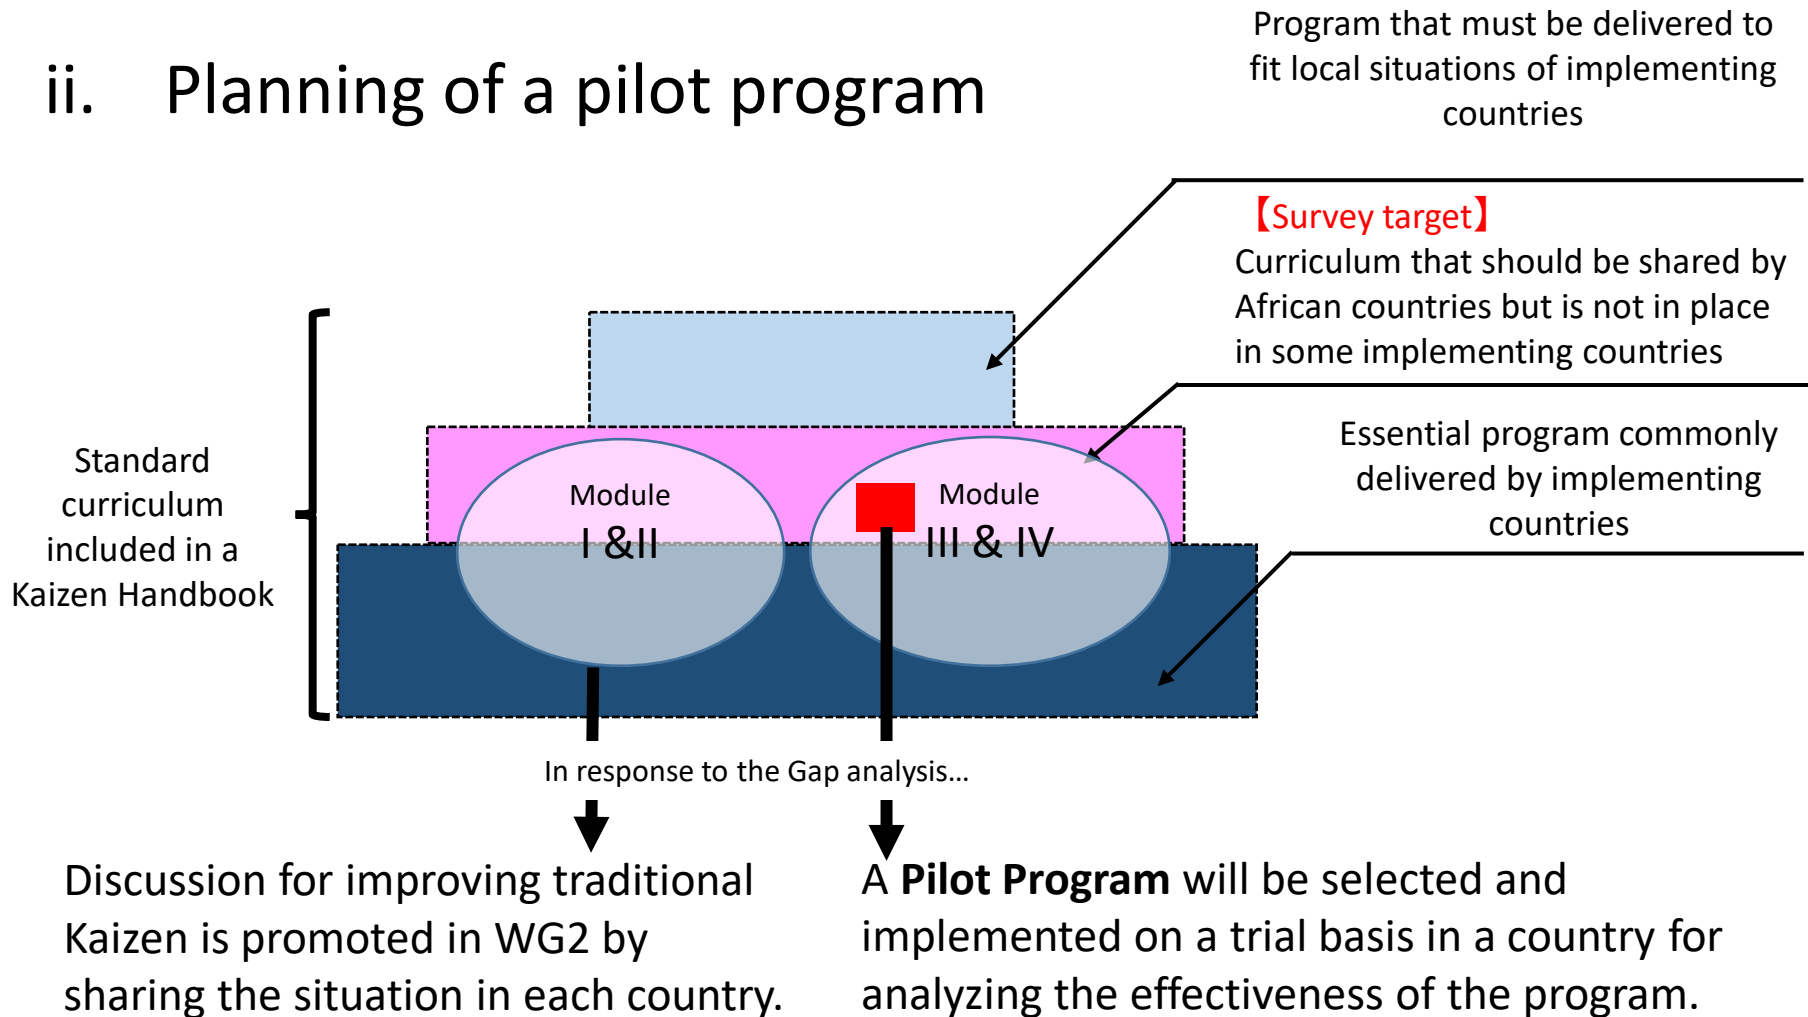 ii. Planning of a pilot program
Program that must be delivered to
fit local situations of implementing
countries
【Survey target】
Curriculum that should be shared by
African countries but is not in place
in some implementing countries
Essential program commonly
delivered by implementing
countries
Standard
curriculum
included in a
Kaizen Handbook
Module
I &II
Module
III & IV
In response to the Gap analysis…
Discussion for improving traditional
Kaizen is promoted in WG2 by
sharing the situation in each country.
A Pilot Program will be selected and
implemented on a trial basis in a country for
analyzing the effectiveness of the program.